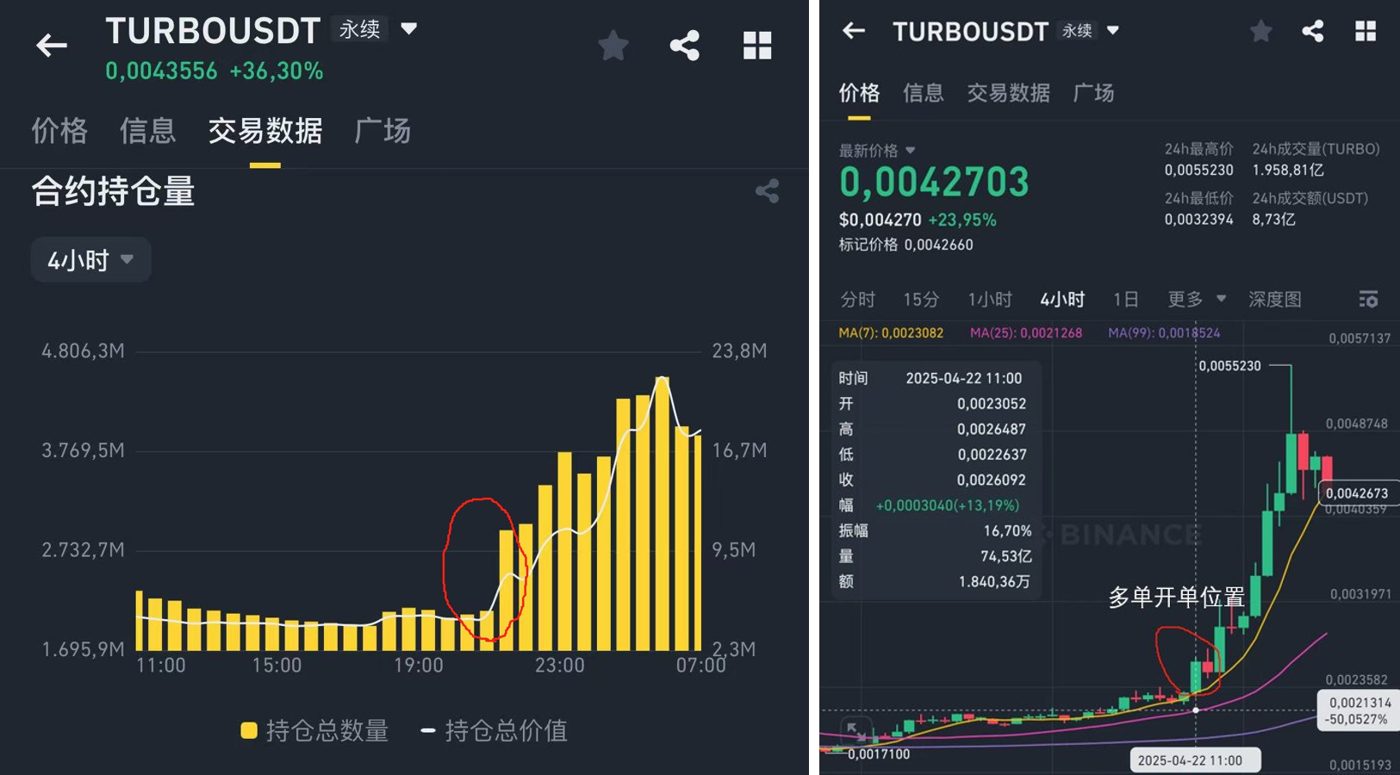 TURBOUSDT 永续
0,0043556 +36,30%
价格 信息 交易数据 广场
合约持仓量
4小时
4.806,3M 23,8M
3.769,5M 16,7M
2.732,7M 9,5M
1.695,9M 2,3M
11:00 15:00 19:00 23:00 07:00
持仓总数量 持仓总价值
TURBOUSDT 永续
价格 信息 交易数据 广场
最新价格
0,0042703
$0,004270 +23,95%
标记价格 0,0042660
24h最高价 24h成交量(TURBO)
0,0055230 1.958,81亿
24h最低价 24h成交额(USDT)
0,0032394 8,73亿
分时 15分 1小时 4小时 1日 更多 深度图
MA(7): 0,0023082 MA(25): 0,0021268 MA(99): 0,0018524
0,0057137
0,0055230
时间 2025-04-22 11:00
开 0,0023052
高 0,0026487
低 0,0022637
收 0,0026092
幅 +0,0003040(+13,19%)
振幅 16,70%
量 74,53亿
额 1.840,36万
0,0048748
0,0042673
0,0040359
BINANCE
多单开单位置
0,0031971
0,0023582
0,0021314
-50,0527%
0,0017100
2025-04-22 11:00
0,0015193